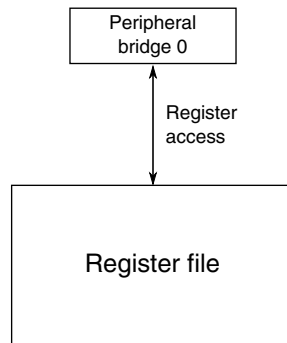 Peripheral
bridge 0
Register
access
Register file